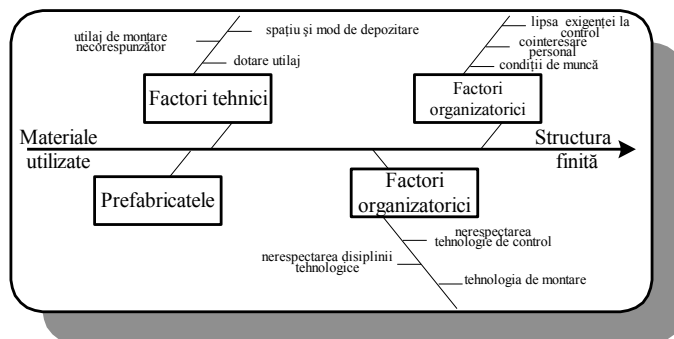 utilaj de montare
necorespunzător
spațiu și mod de depozitare
dotare utilaj
Factori tehnici
lipsa exigenței la
control
cointeresare
personal
condiții de muncă
Factori
organizatorici
Materiale
utilizate
Structura
finită
Prefabricatele
Factori
organizatorici
nerespectarea
tehnologie de control
nerespectarea disiplinii
tehnologice
tehnologia de montare